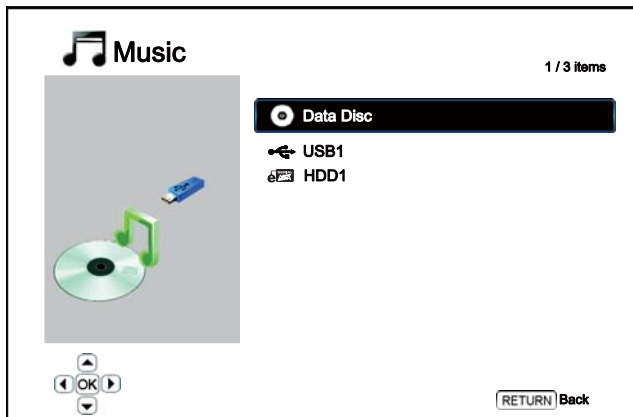 Music
1 / 3 items
Data Disc
USB1
HDD1
OK
RETURN Back